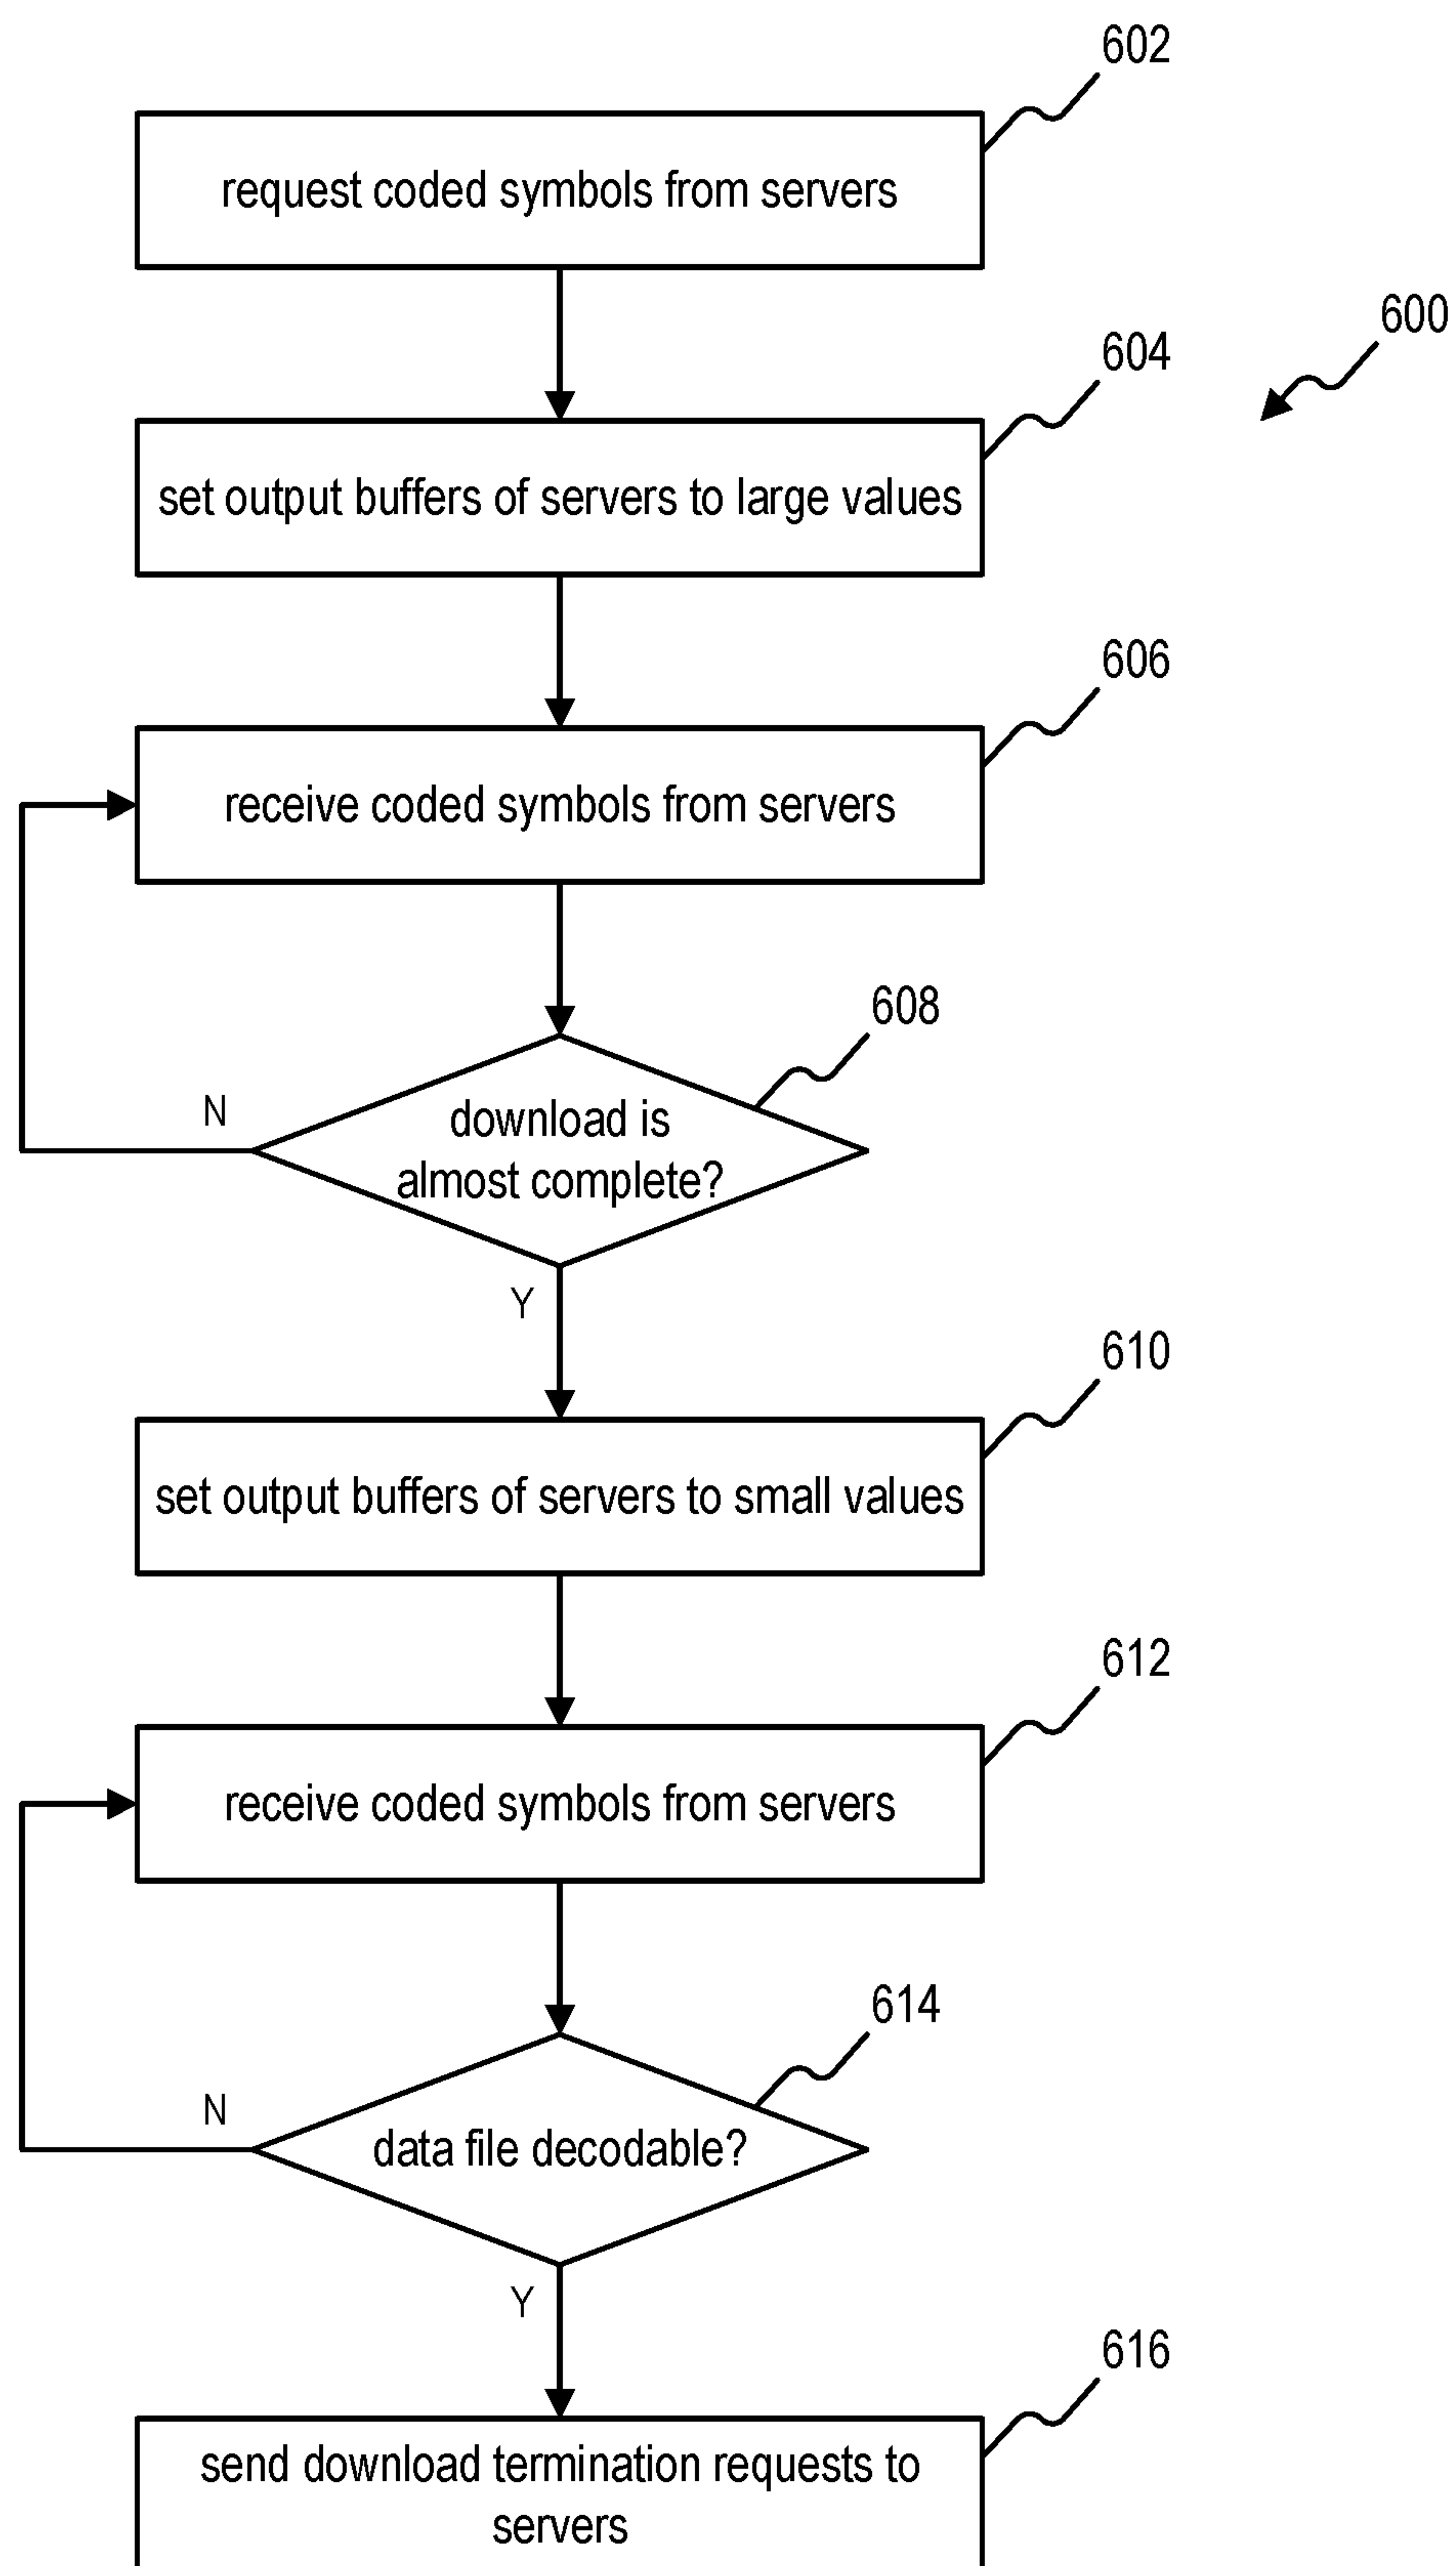 602
request coded symbols from servers
600
604
set output buffers of servers to large values
606
receive coded symbols from servers
608
download is
almost complete?
N
Y
610
set output buffers of servers to small values
612
receive coded symbols from servers
614
data file decodable?
N
Y
616
send download termination requests to
servers